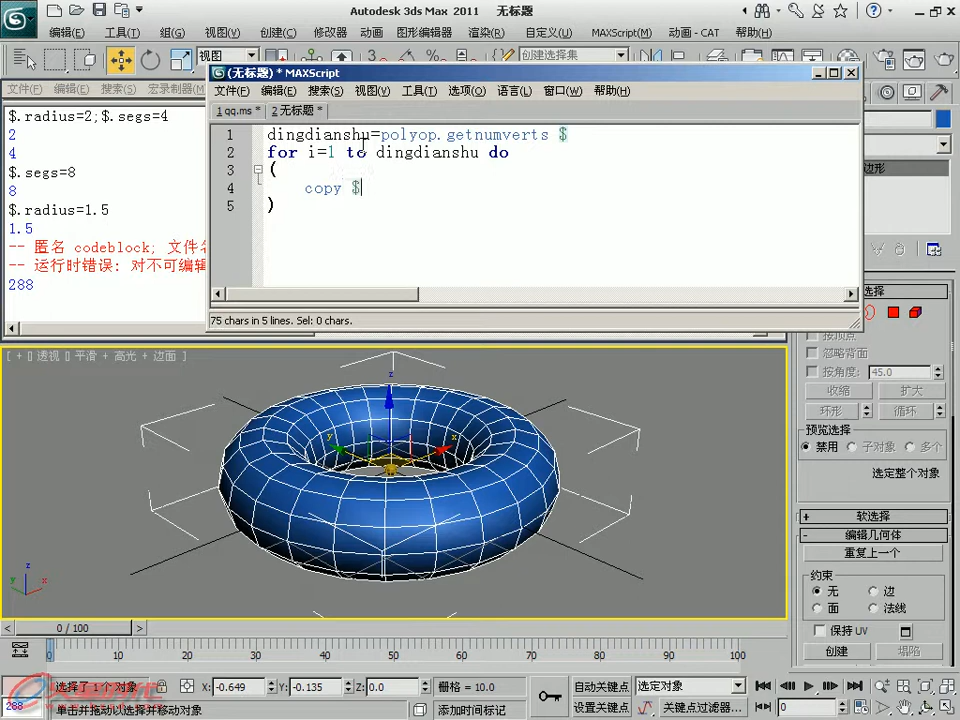 Autodesk 3ds Max 2011 无标题
编辑(E) 工具(T) 组(G) 视图(V) 创建(C) 修改器 动画 图形编辑器 渲染(R) 自定义(U) MAXScript(M) 动画 - CAT 帮助(H)
视图 3 创建选择集
(无标题) * MAXScript
文件(F) 编辑(E) 搜索(S) 宏录制器(M)
文件(F) 编辑(E) 搜索(S) 视图(V) 工具(T) 选项(O) 语言(L) 窗口(W) 帮助(H)
1 qq.ms * 2 无标题 *
$.radius=2;$.segs=4
2
4
$.segs=8
8
$.radius=1.5
1.5
-- 匿名 codeblock; 文件名
-- 运行时错误: 对不可编辑
288
1 dingdianshu=polyop.getnumverts $
2 for i=1 to dingdianshu do
3 (
4 copy $
5 )
75 chars in 5 lines. Sel: 0 chars.
选择
按顶点
忽略背面
按角度: 45.0
收缩 扩大
环形 循环
预览选择
禁用 子对象 多个
选定整个对象
+ 软选择
- 编辑几何体
重复上一个
约束
无 边
面 法线
保持 UV
创建 塌陷
[ + [] 透视 [] 平滑 + 高光 + 边面 ]
z
y x
z
y x
< 0 / 100 >
0 10 20 30 40 50 60 70 80 90 100
选择了 1 个 对象 X: -0.649 Y: -0.135 Z: 0.0 栅格 = 10.0 自动关键点 选定对象
288 单击并拖动以选择并移动对象 添加时间标记 设置关键点 关键点过滤器... 0